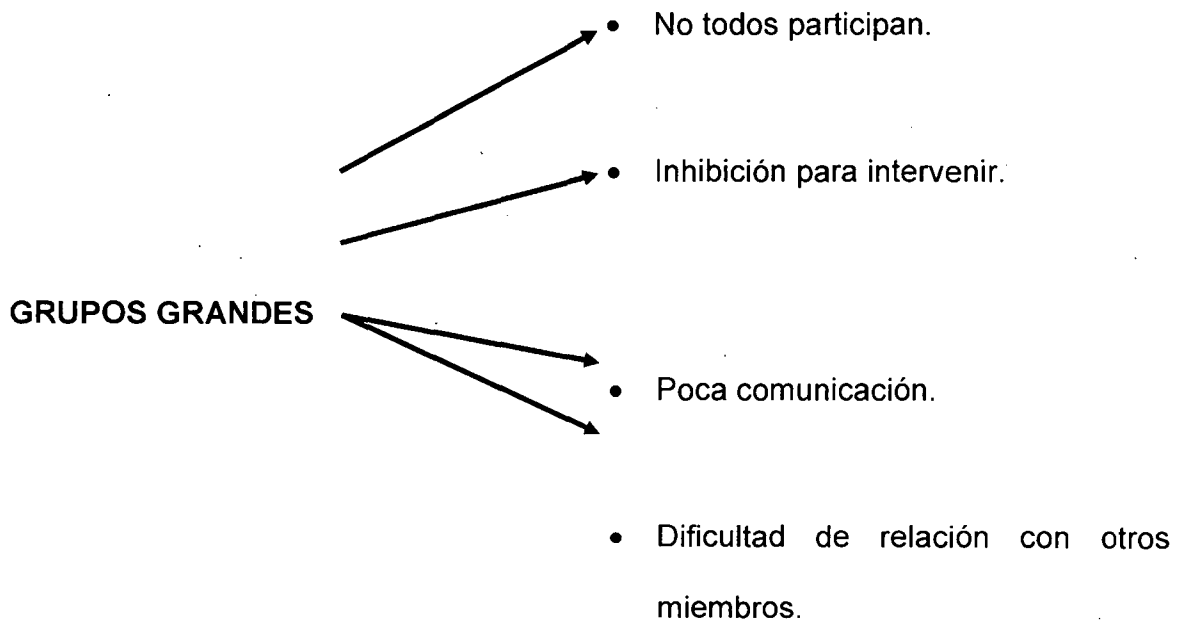 • No todos participan.
• Inhibición para intervenir.
GRUPOS GRANDES
• Poca comunicación.
• Dificultad de relación con otros
miembros.